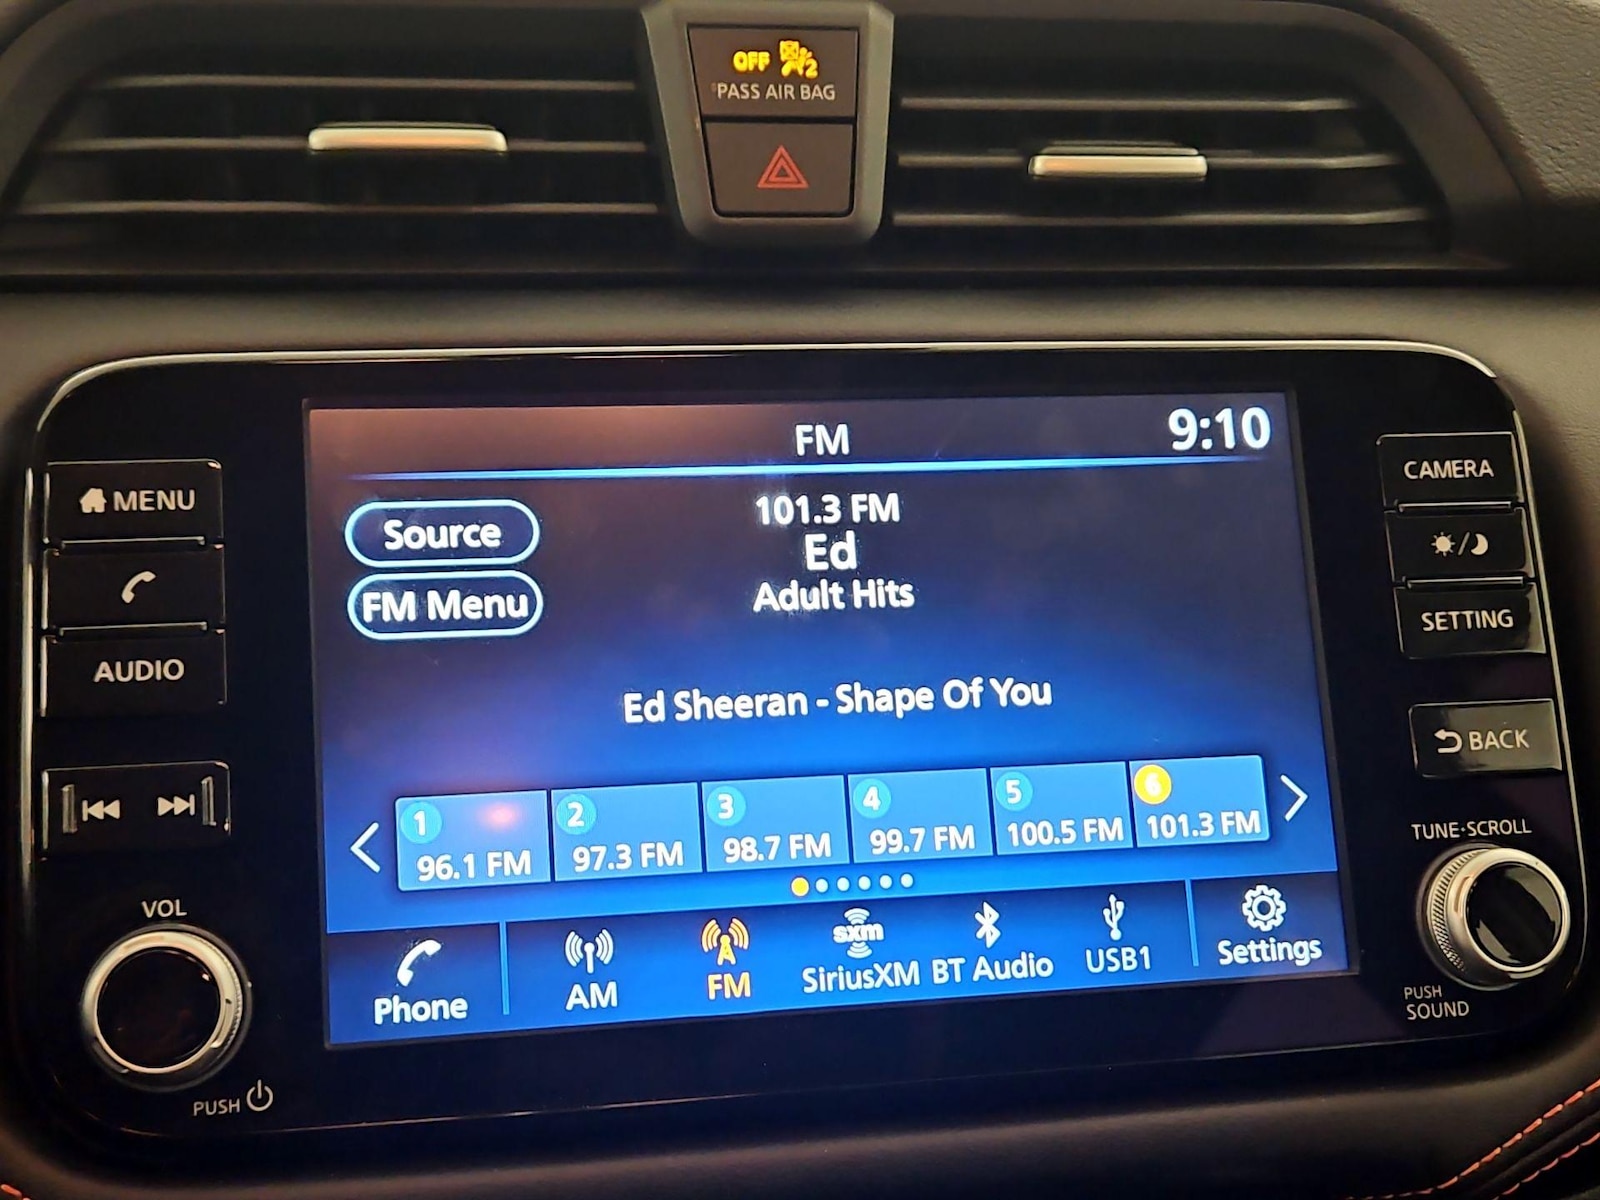 OFF 2
PASS AIR BAG
FM
9:10
MENU
AUDIO
VOL
PUSH
Source
FM Menu
101.3 FM
Ed
Adult Hits
Ed Sheeran - Shape Of You
1 96.1 FM
2 97.3 FM
3 98.7 FM
4 99.7 FM
5 100.5 FM
6 101.3 FM
Phone
AM
FM
sxm
SiriusXM
BT Audio
USB1
Settings
CAMERA
SETTING
BACK
TUNE·SCROLL
PUSH
SOUND